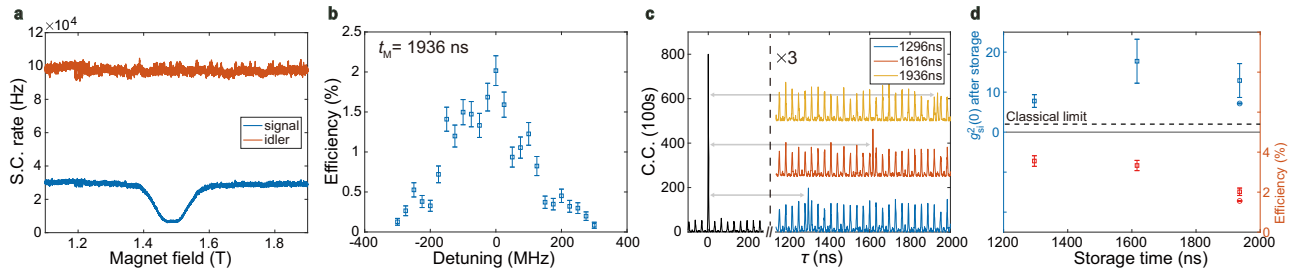 a
12 ×10⁴
10
8
6
4
2
0
S.C. rate
(Hz)
signal
idler
1.2
1.4
1.6
1.8
Magnet field (T)
b
t_M = 1936 ns
2.5
2
1.5
1
0.5
0
Efficiency (%)
−400
−200
0
200
400
Detuning (MHz)
c
×3
1296ns
1616ns
1936ns
800
600
400
200
0
C.C. (100s)
0
200
//
1200
1400
1600
1800
2000
τ (ns)
d
20
10
0
g²_si(0) after storage
Classical limit
4
2
0
Efficiency (%)
1200
1400
1600
1800
2000
Storage time (ns)